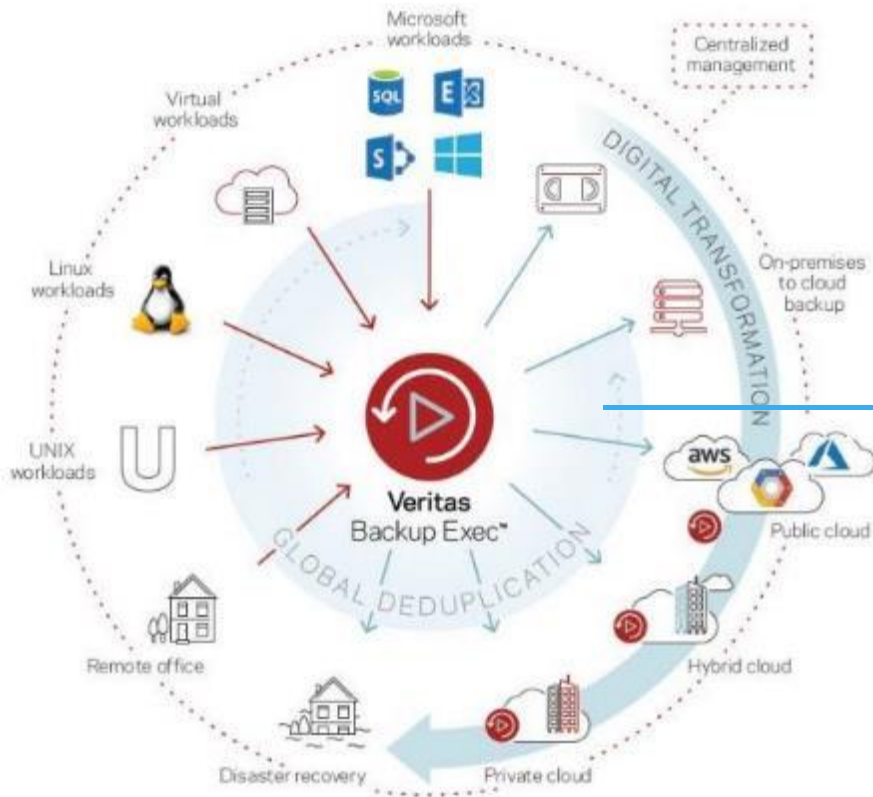 Microsoft
workloads
Centralized
management
Virtual
workloads
SQL
E
S
DIGITAL TRANSFORMATION
Linux
workloads
On-premises
to cloud
backup
UNIX
workloads
U
aws
Veritas
Backup Exec™
Public cloud
GLOBAL DEDUPLICATION
Remote office
Hybrid cloud
Disaster recovery
Private cloud